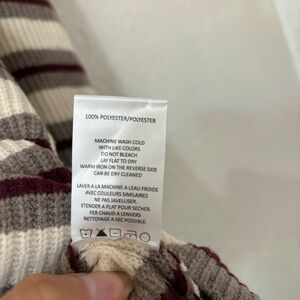 100% POLYESTER/POLYESTER
MACHINE WASH COLD
WITH LIKE COLORS
DO NOT BLEACH
LAY FLAT TO DRY
WARM IRON ON THE REVERSE SIDE
CAN BE DRY CLEANED
LAVER A LA MACHINE A LEAU FROIDE
AVEC COULEURS SIMILAIRES
NE PAS JAVELLISER.
ETENDER A PLAT POUR SECHER.
FER CHAUD A LENVERS
NETTOYAGE A SEC POSSIBLE.